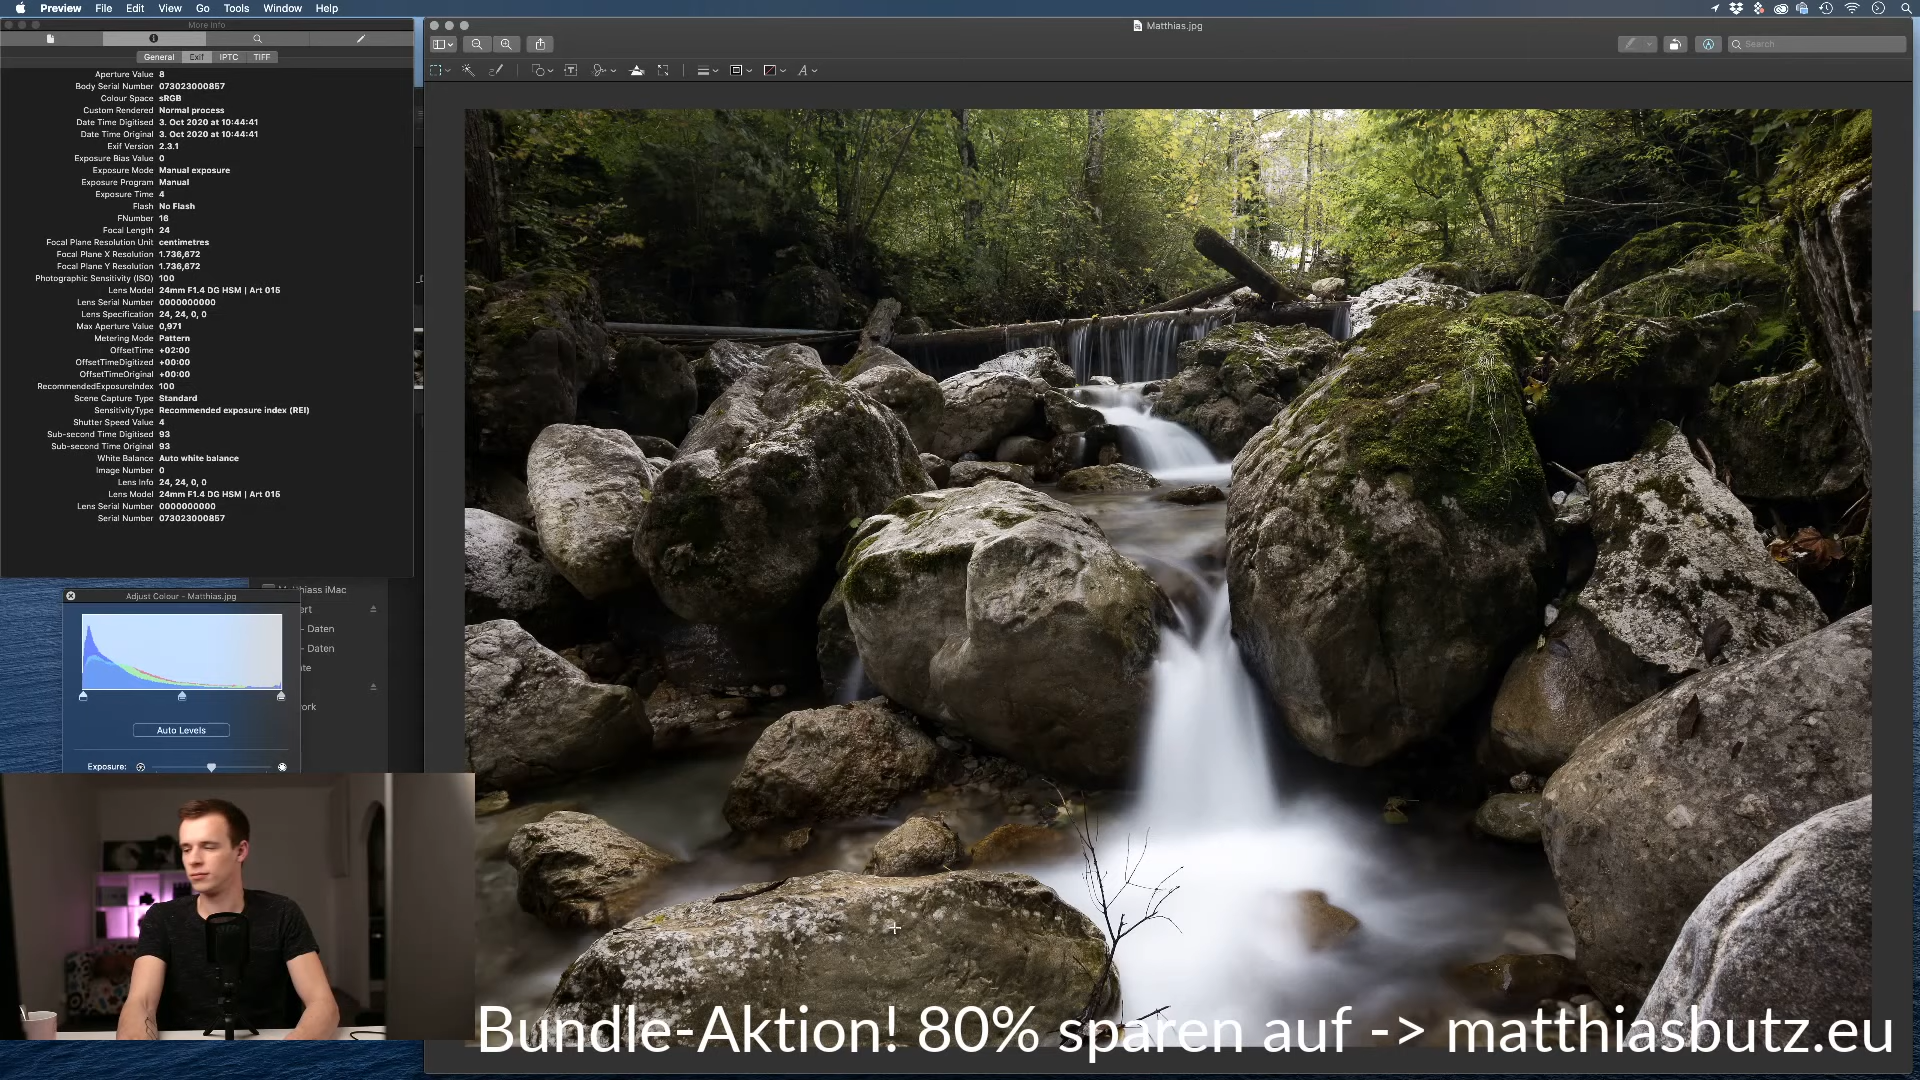 Preview File Edit View Go Tools Window Help
More Info
General Exif IPTC TIFF
Aperture Value 8
Body Serial Number 073023000857
Colour Space sRGB
Custom Rendered Normal process
Date Time Digitised 3. Oct 2020 at 10:44:41
Date Time Original 3. Oct 2020 at 10:44:41
Exif Version 2.3.1
Exposure Bias Value 0
Exposure Mode Manual exposure
Exposure Program Manual
Exposure Time 4
Flash No Flash
FNumber 16
Focal Length 24
Focal Plane Resolution Unit centimetres
Focal Plane X Resolution 1.736,672
Focal Plane Y Resolution 1.736,672
Photographic Sensitivity (ISO) 100
Lens Model 24mm F1.4 DG HSM | Art 015
Lens Serial Number 0000000000
Lens Specification 24, 24, 0, 0
Max Aperture Value 0,971
Metering Mode Pattern
OffsetTime +02:00
OffsetTimeDigitized +00:00
OffsetTimeOriginal +00:00
RecommendedExposureIndex 100
Scene Capture Type Standard
SensitivityType Recommended exposure index (REI)
Shutter Speed Value 4
Sub-second Time Digitised 93
Sub-second Time Original 93
White Balance Auto white balance
Image Number 0
Lens Info 24, 24, 0, 0
Lens Model 24mm F1.4 DG HSM | Art 015
Lens Serial Number 0000000000
Serial Number 073023000857
Matthias.jpg
Search
iMac
- Daten
- Daten
Adjust Colour - Matthias.jpg
Auto Levels
Exposure:
Bundle-Aktion! 80% sparen auf -> matthiasbutz.eu